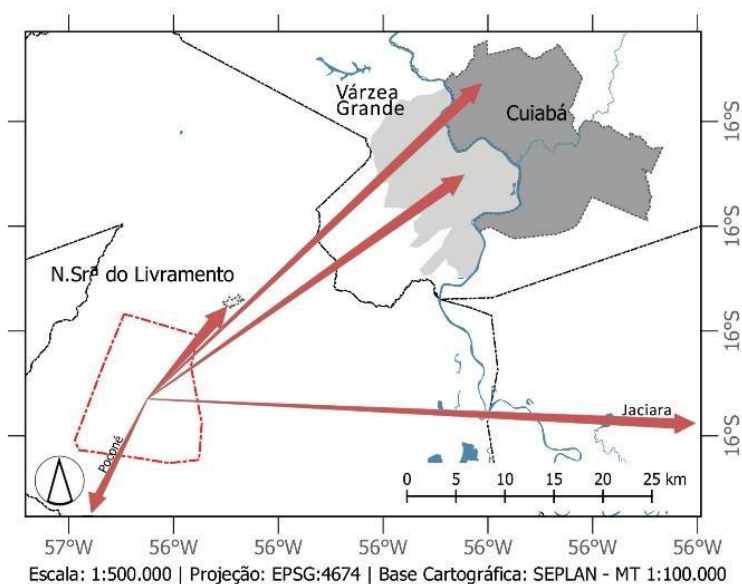 Várzea
Grande
Cuiabá
N.Srª do Livramento
Jaciara
Poconé
0 5 10 15 20 25 km
16°S
16°S
16°S
16°S
57°W 56°W 56°W 56°W 56°W 56°W 56°W
Escala: 1:500.000 | Projeção: EPSG:4674 | Base Cartográfica: SEPLAN - MT 1:100.000